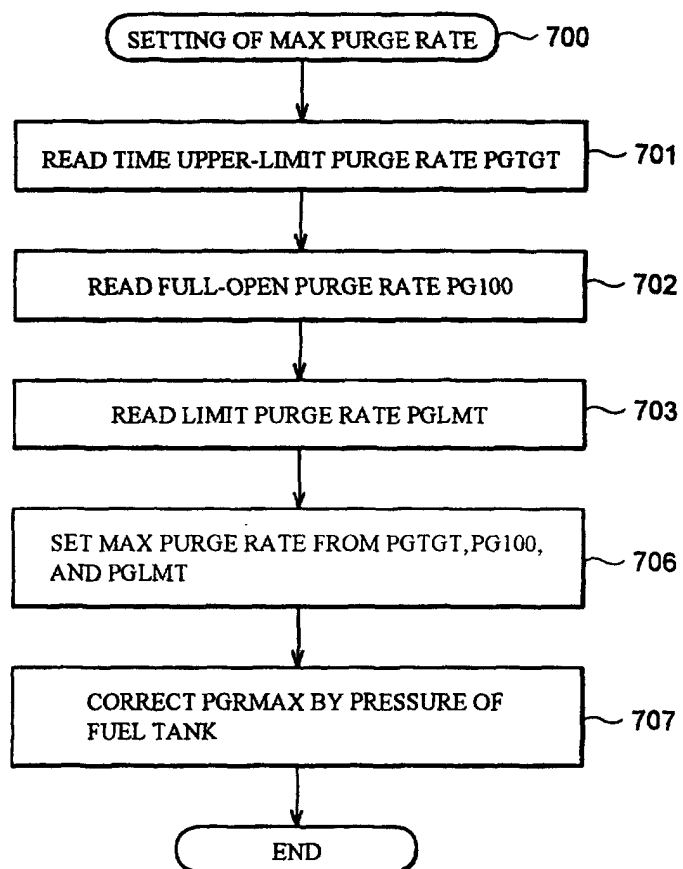 SETTING OF MAX PURGE RATE 700
READ TIME UPPER-LIMIT PURGE RATE PGTGT 701
READ FULL-OPEN PURGE RATE PG100 702
READ LIMIT PURGE RATE PGLMT 703
SET MAX PURGE RATE FROM PGTGT,PG100,
AND PGLMT 706
CORRECT PGRMAX BY PRESSURE OF
FUEL TANK 707
END